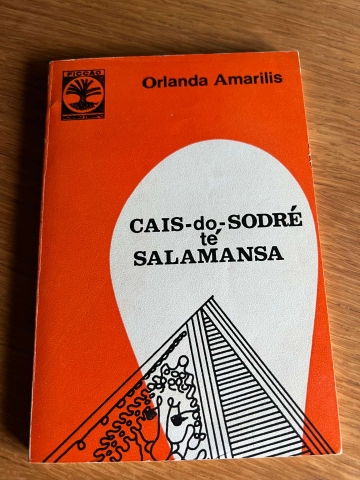 FICÇÃO
Orlanda Amarilis
CAIS-do-SODRÉ
té
SALAMANSA